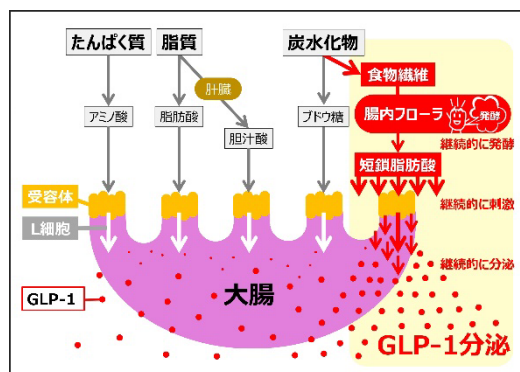 たんぱく質
脂質
炭水化物
肝臓
食物繊維
アミノ酸
脂肪酸
胆汁酸
ブドウ糖
腸内フローラ
発酵
継続的に発酵
短鎖脂肪酸
受容体
継続的に刺激
L細胞
継続的に分泌
GLP-1
大腸
GLP-1分泌